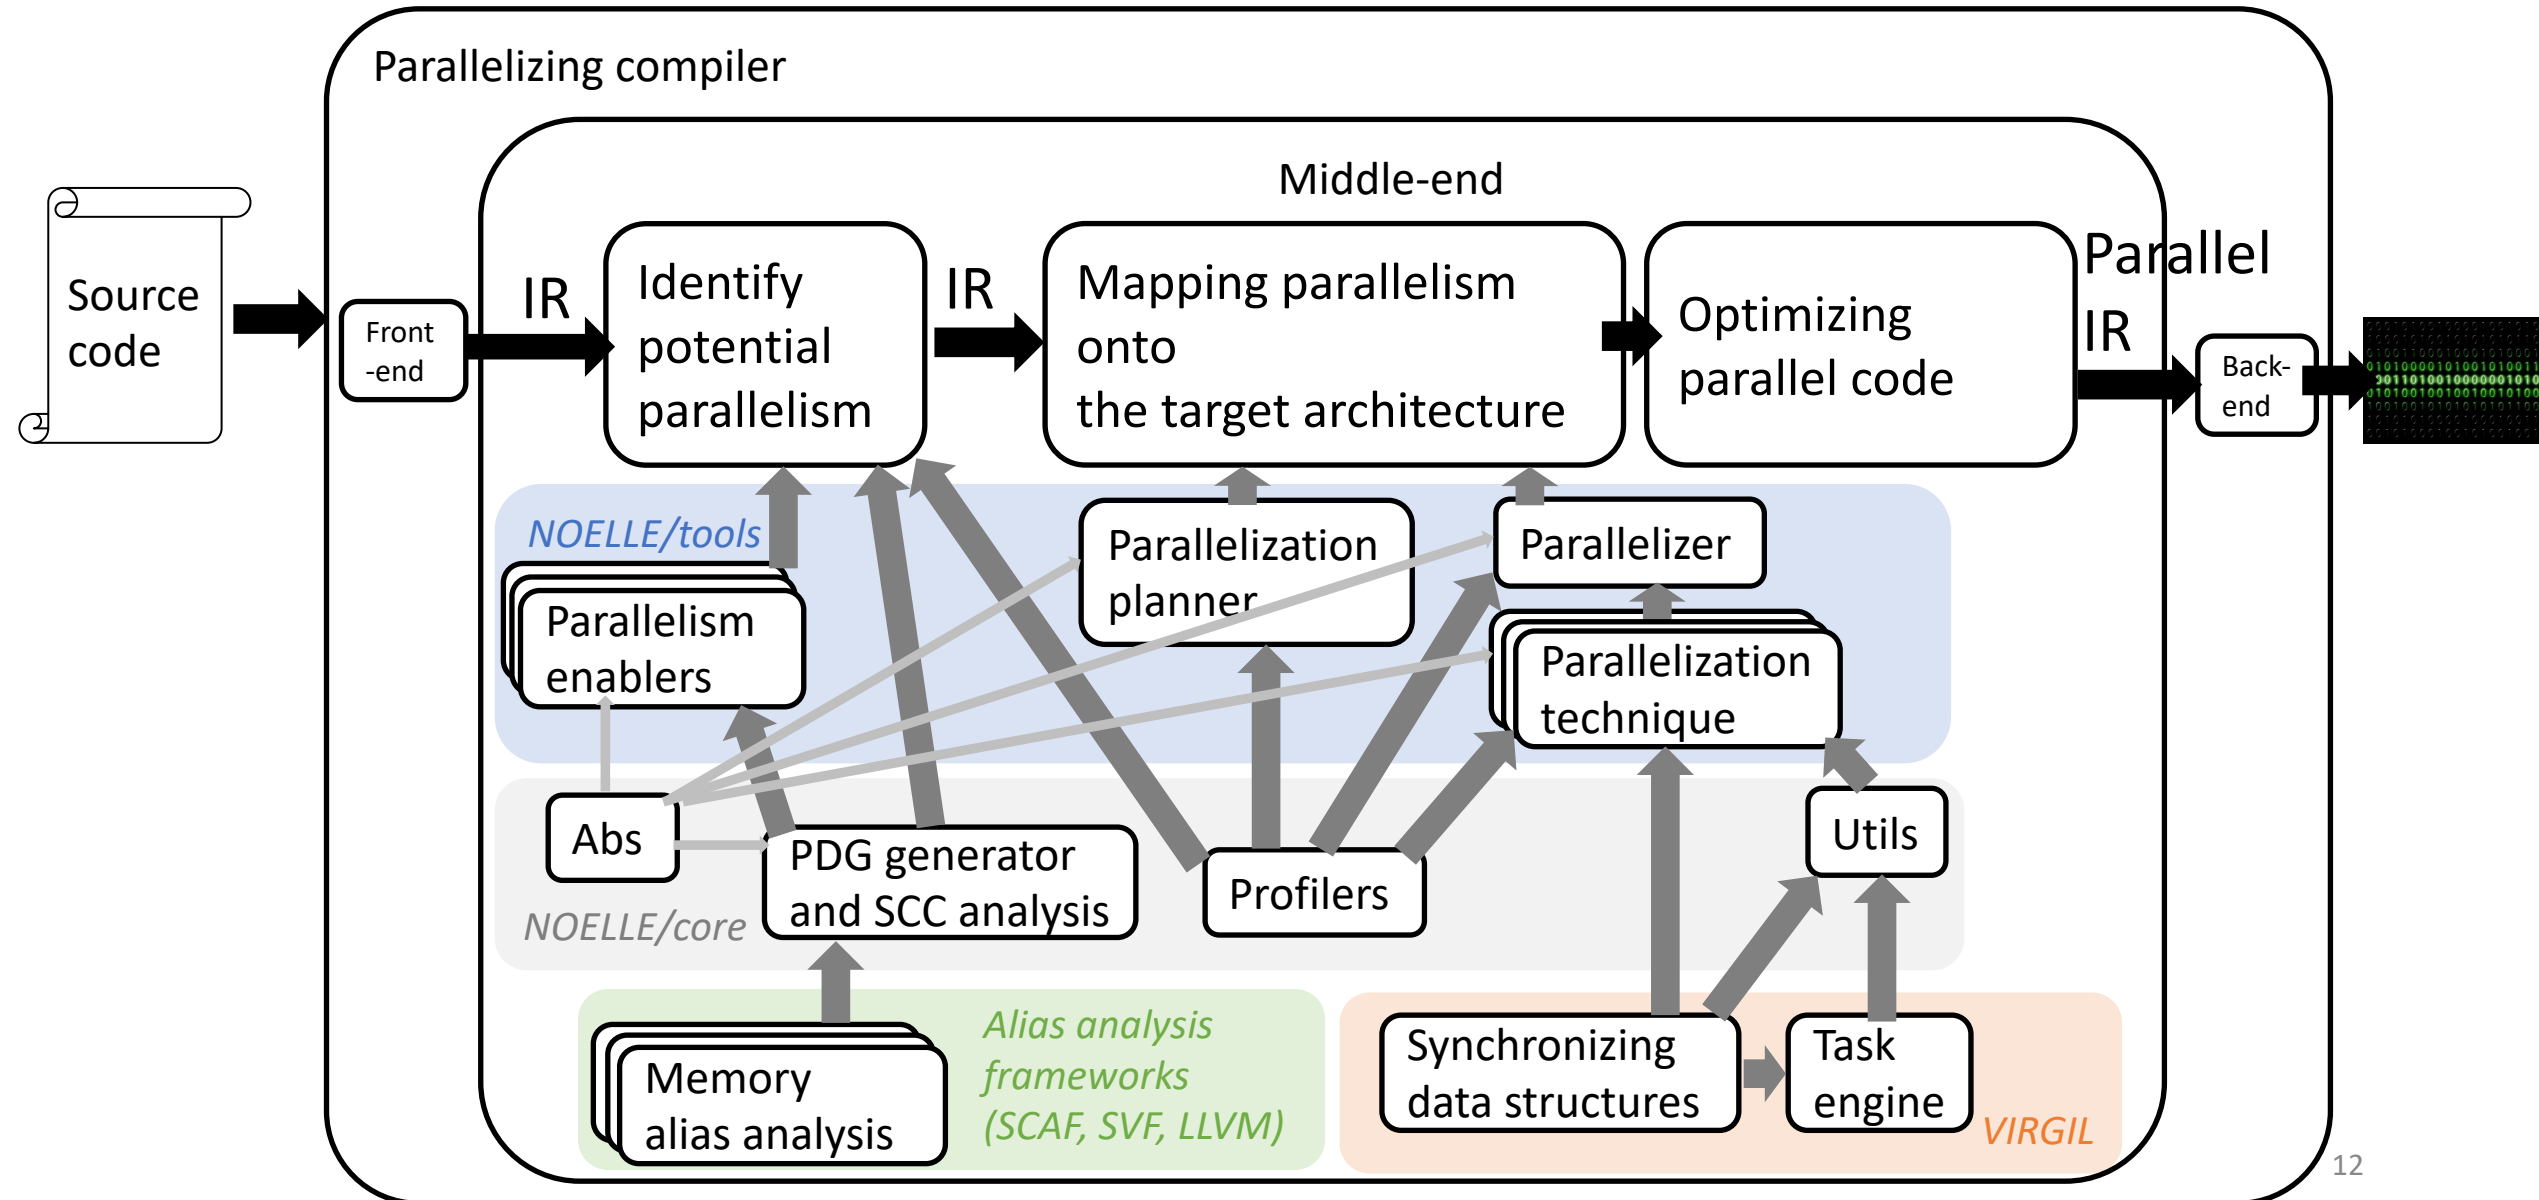 Parallelizing compiler
Middle-end
Source
code
Front
-end
IR
Identify
potential
parallelism
IR
Mapping parallelism
onto
the target architecture
Optimizing
parallel code
Parallel
IR
Back-
end
NOELLE/tools
Parallelism
enablers
Parallelization
planner
Parallelizer
Parallelization
technique
Abs
PDG generator
and SCC analysis
Profilers
Utils
NOELLE/core
Memory
alias analysis
Alias analysis
frameworks
(SCAF, SVF, LLVM)
Synchronizing
data structures
Task
engine
VIRGIL
12